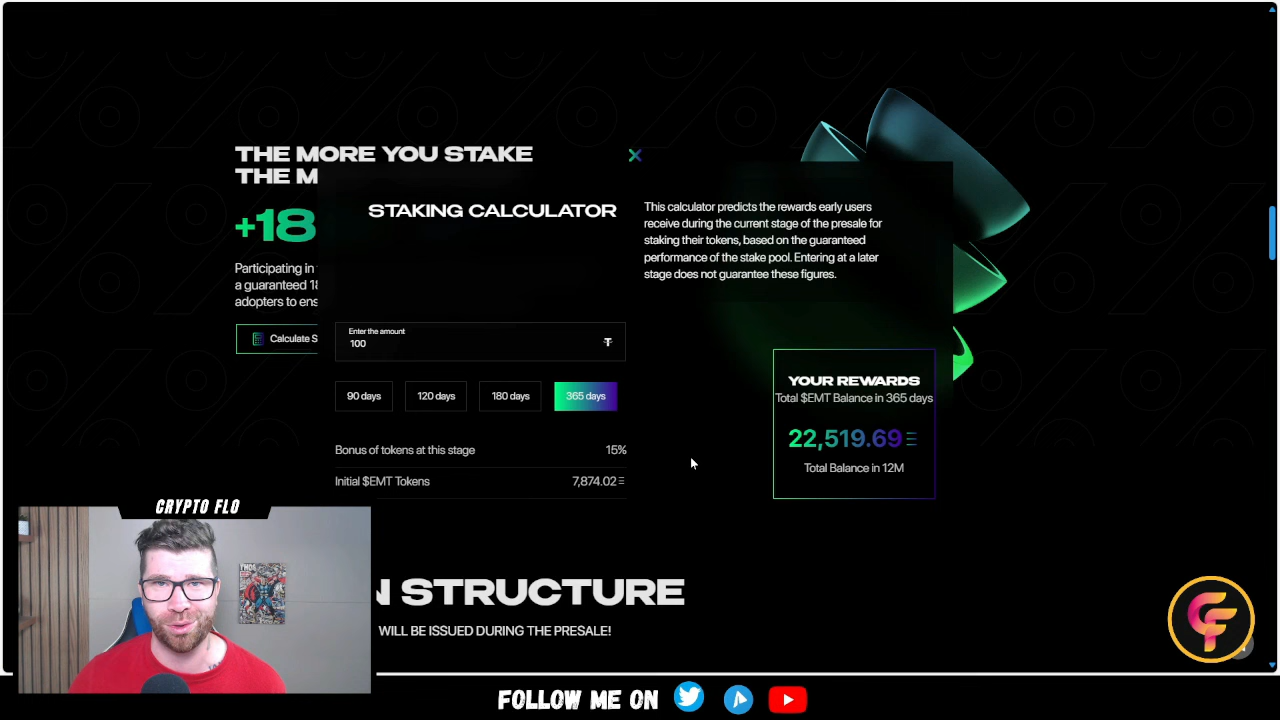 THE MORE YOU STAKE
THE M
+18
Participating in
a guaranteed 18
adopters to ens
Calculate S
STAKING CALCULATOR
This calculator predicts the rewards early users
receive during the current stage of the presale for
staking their tokens, based on the guaranteed
performance of the stake pool. Entering at a later
stage does not guarantee these figures.
Enter the amount
100
90 days
120 days
180 days
365 days
Bonus of tokens at this stage
15%
Initial $EMT Tokens
7,874.02
YOUR REWARDS
Total $EMT Balance in 365 days
22,519.69
Total Balance in 12M
CRYPTO FLO
N STRUCTURE
WILL BE ISSUED DURING THE PRESALE!
FOLLOW ME ON